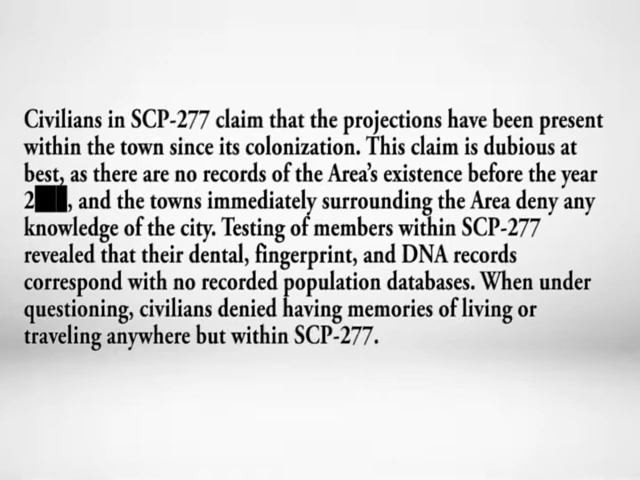 Civilians in SCP-277 claim that the projections have been present
within the town since its colonization. This claim is dubious at
best, as there are no records of the Area's existence before the year
2██, and the towns immediately surrounding the Area deny any
knowledge of the city. Testing of members within SCP-277
revealed that their dental, fingerprint, and DNA records
correspond with no recorded population databases. When under
questioning, civilians denied having memories of living or
traveling anywhere but within SCP-277.